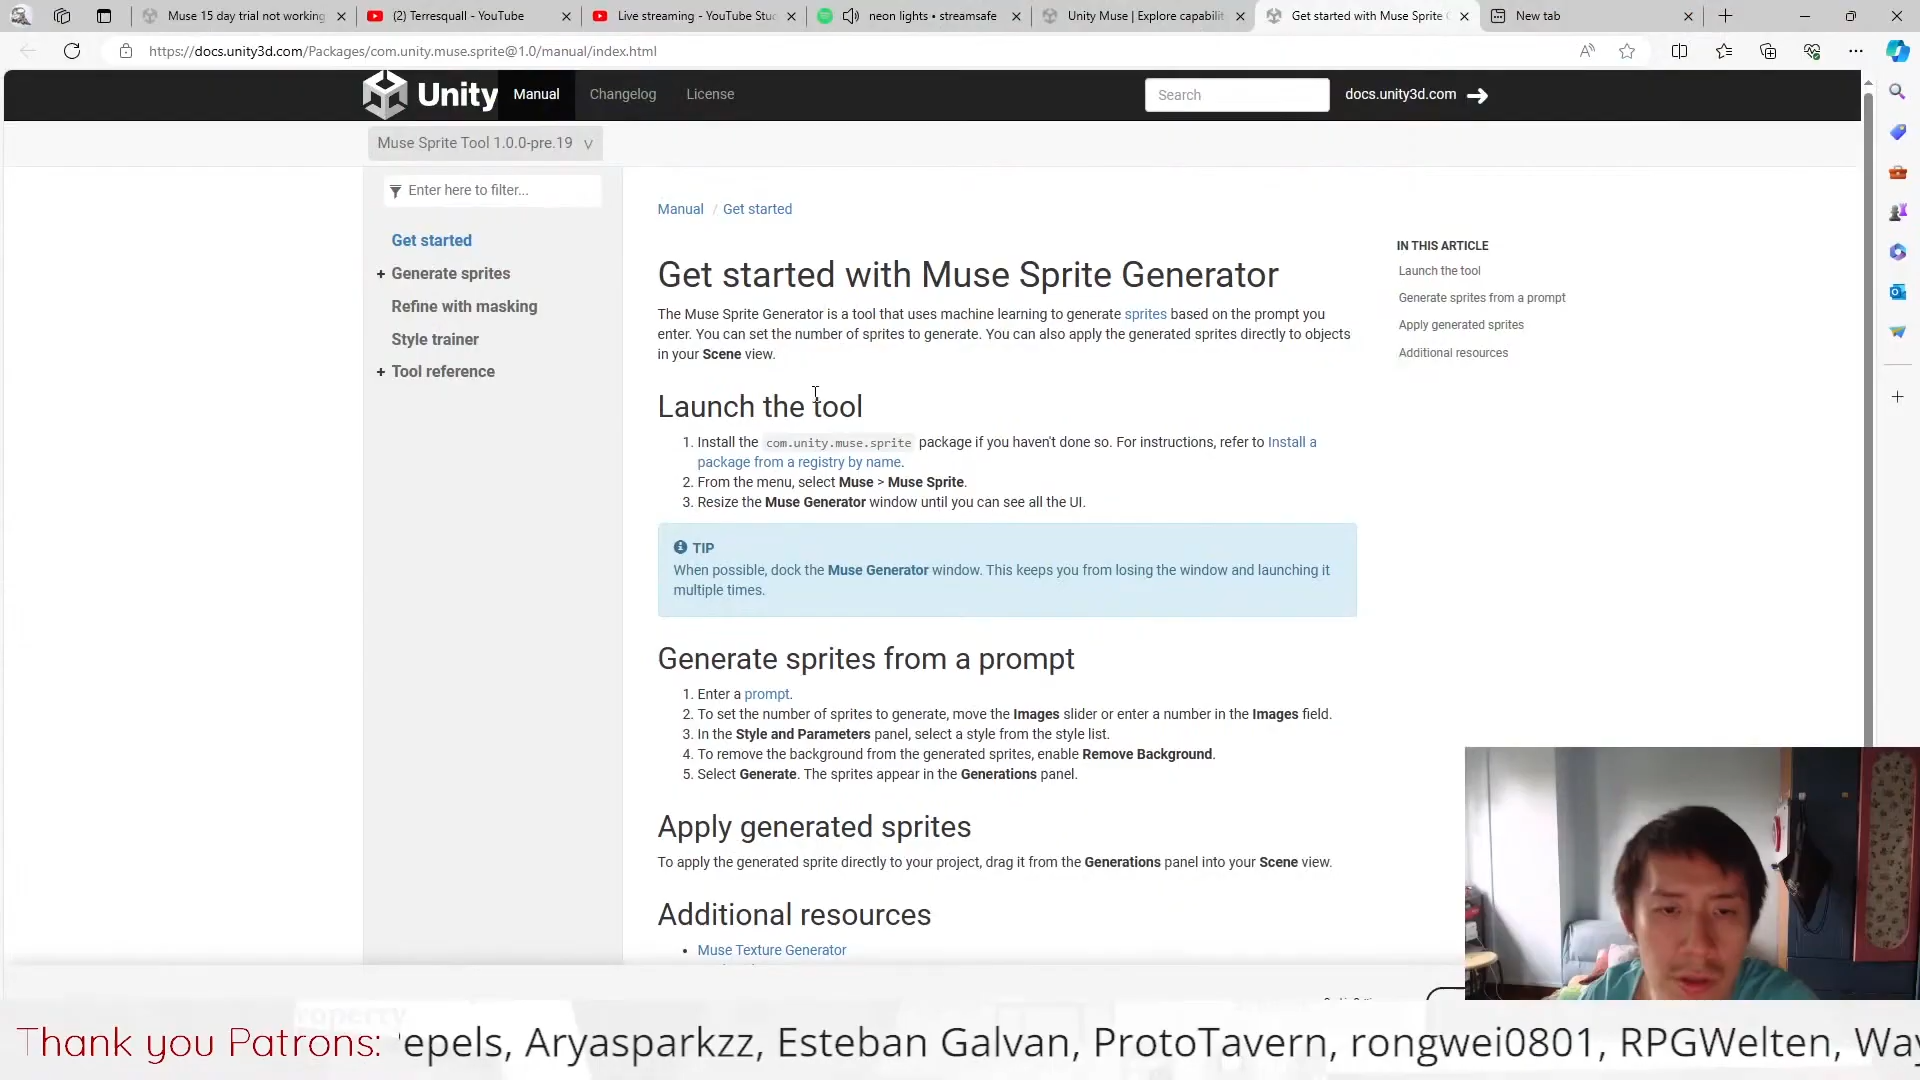 Muse 15 day trial not working
(2) Terresquall - YouTube
Live streaming - YouTube Stu
neon lights • streamsafe
Unity Muse | Explore capabilit
Get started with Muse Sprite
New tab
https://docs.unity3d.com/Packages/com.unity.muse.sprite@1.0/manual/index.html
Unity
Manual
Changelog
License
Search
docs.unity3d.com
Muse Sprite Tool 1.0.0-pre.19
Enter here to filter...
Get started
+ Generate sprites
Refine with masking
Style trainer
+ Tool reference
Manual / Get started
Get started with Muse Sprite Generator
The Muse Sprite Generator is a tool that uses machine learning to generate sprites based on the prompt you
enter. You can set the number of sprites to generate. You can also apply the generated sprites directly to objects
in your Scene view.
Launch the tool
1. Install the com.unity.muse.sprite package if you haven't done so. For instructions, refer to Install a
package from a registry by name.
2. From the menu, select Muse > Muse Sprite.
3. Resize the Muse Generator window until you can see all the UI.
TIP
When possible, dock the Muse Generator window. This keeps you from losing the window and launching it
multiple times.
Generate sprites from a prompt
1. Enter a prompt.
2. To set the number of sprites to generate, move the Images slider or enter a number in the Images field.
3. In the Style and Parameters panel, select a style from the style list.
4. To remove the background from the generated sprites, enable Remove Background.
5. Select Generate. The sprites appear in the Generations panel.
Apply generated sprites
To apply the generated sprite directly to your project, drag it from the Generations panel into your Scene view.
Additional resources
• Muse Texture Generator
IN THIS ARTICLE
Launch the tool
Generate sprites from a prompt
Apply generated sprites
Additional resources
Thank you Patrons: epels, Aryasparkzz, Esteban Galvan, ProtoTavern, rongwei0801, RPGWelten, Way